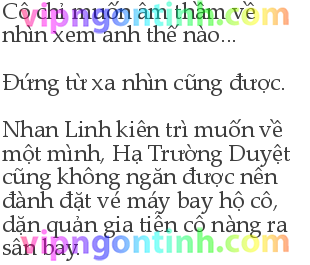 Cô chỉ muốn âm thầm về
nhìn xem anh thế nào...
Đứng từ xa nhìn cũng được.
Nhan Linh kiên trì muốn về
một mình, Hạ Trường Duyệt
cũng không ngăn được nên
đành đặt vé máy bay hộ cô,
dặn quản gia tiễn cô nàng ra
sân bay.
vipngontinh.com
vipngontinh.com
vipngontinh.com